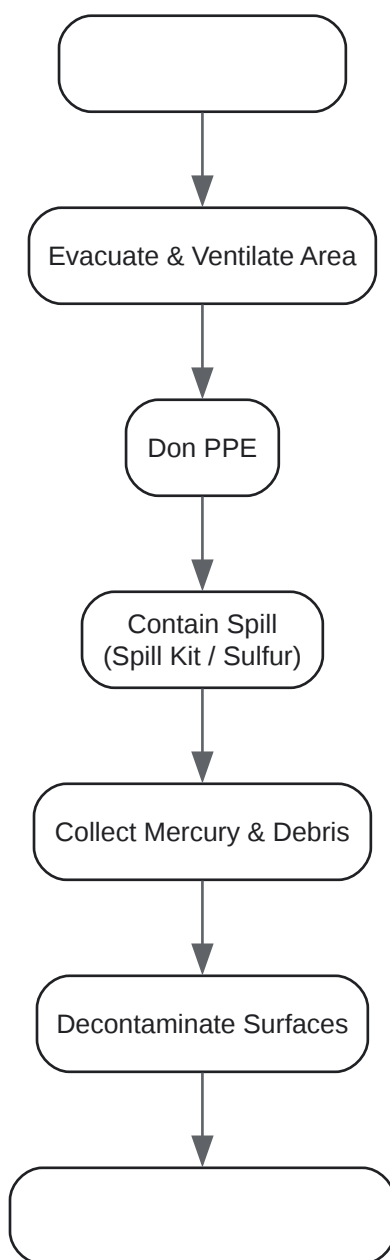 Evacuate & Ventilate Area
Don PPE
Contain Spill
(Spill Kit / Sulfur)
Collect Mercury & Debris
Decontaminate Surfaces